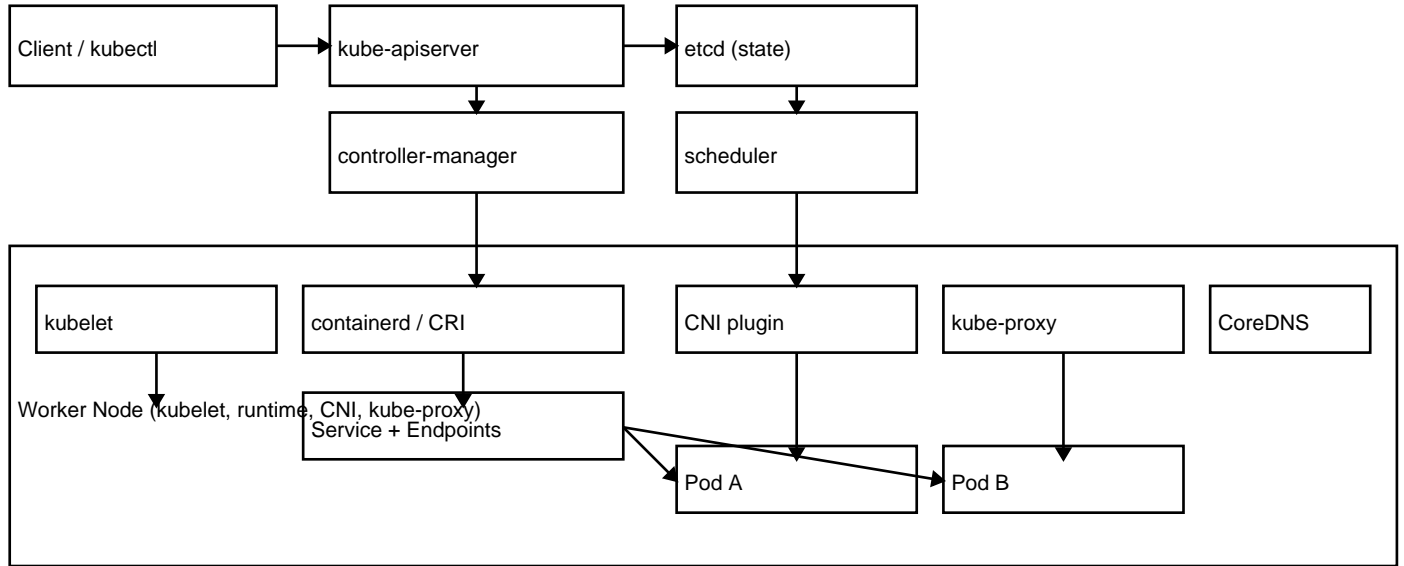 Client / kubectl
kube-apiserver
etcd (state)
controller-manager
scheduler
kubelet
containerd / CRI
CNI plugin
kube-proxy
CoreDNS
Worker Node (kubelet, runtime, CNI, kube-proxy)
Service + Endpoints
Pod A
Pod B